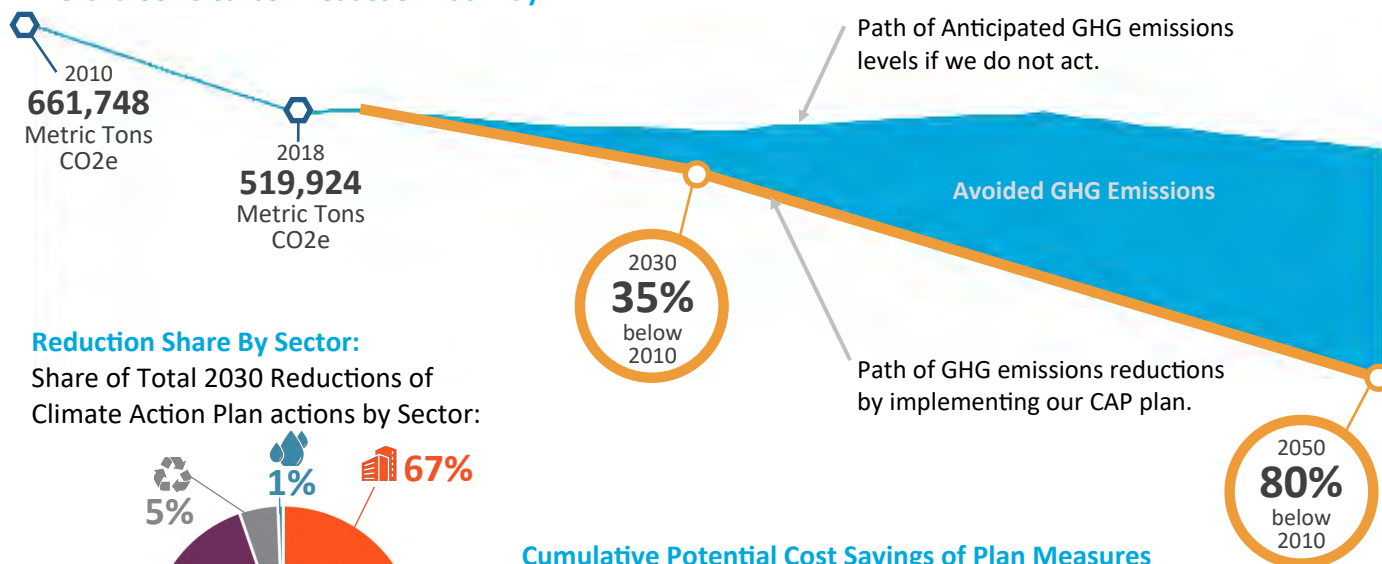 2010
661,748
Metric Tons
CO2e
2018
519,924
Metric Tons
CO2e
Path of Anticipated GHG emissions
levels if we do not act.
Avoided GHG Emissions
2030
35%
below
2010
Path of GHG emissions reductions
by implementing our CAP plan.
2050
80%
below
2010
Reduction Share By Sector:
Share of Total 2030 Reductions of
Climate Action Plan actions by Sector:
5%
1%
67%
Cumulative Potential Cost Savings of Plan Measures